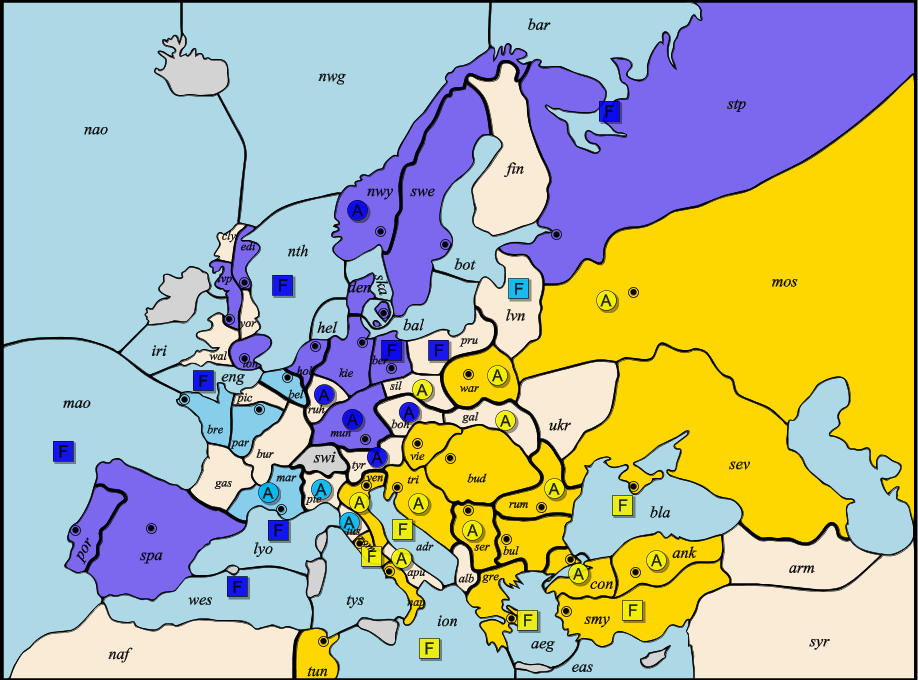 bar
nwg
stp
nao
fin
nwy
swe
cly
edi
nth
bot
lvp
den
ska
mos
lvn
yor
hel
bal
pru
iri
wal
lon
hol
kie
ber
war
eng
bel
sil
ruh
mao
pic
bre
par
mun
boh
gal
ukr
bur
swi
tyr
vie
sev
gas
mar
pie
ven
tri
bud
rum
bla
F
A
F
F
F
F
F
A
A
A
A
A
A
A
A
A
A
A
A
A
F
F
A
tus
lyo
spa
por
adr
ser
bul
F
F
A
A
A
ank
apu
alb
gre
con
arm
wes
tys
nap
F
F
F
smy
ion
aeg
F
naf
tun
eas
syr